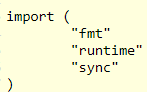 import (
        "fmt"
        "runtime"
        "sync"
)